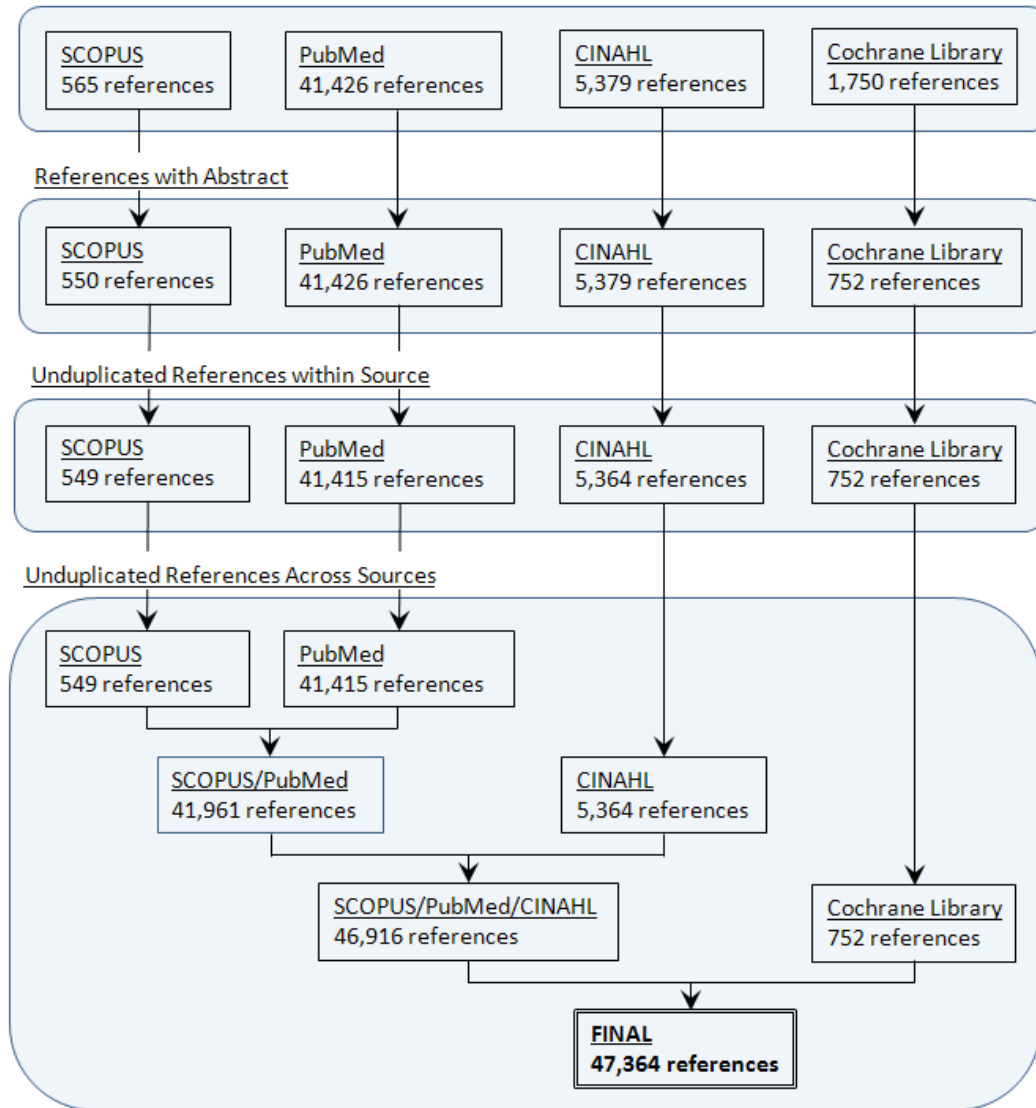 SCOPUS
565 references
PubMed
41,426 references
CINAHL
5,379 references
Cochrane Library
1,750 references
References with Abstract
SCOPUS
550 references
PubMed
41,426 references
CINAHL
5,379 references
Cochrane Library
752 references
Unduplicated References within Source
SCOPUS
549 references
PubMed
41,415 references
CINAHL
5,364 references
Cochrane Library
752 references
Unduplicated References Across Sources
SCOPUS
549 references
PubMed
41,415 references
SCOPUS/PubMed
41,961 references
CINAHL
5,364 references
SCOPUS/PubMed/CINAHL
46,916 references
Cochrane Library
752 references
FINAL
47,364 references